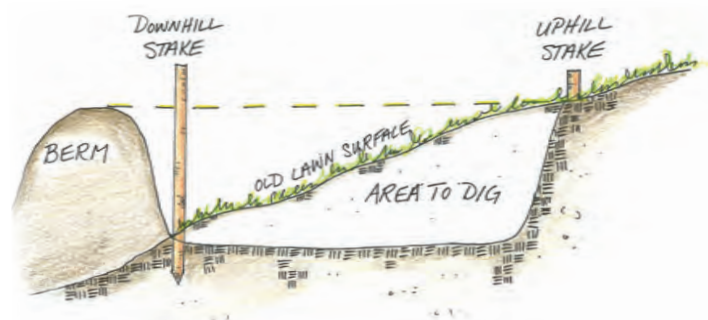 DOWNHILL
STAKE
UPHILL
STAKE
BERM
OLD LAWN SURFACE
AREA TO DIG